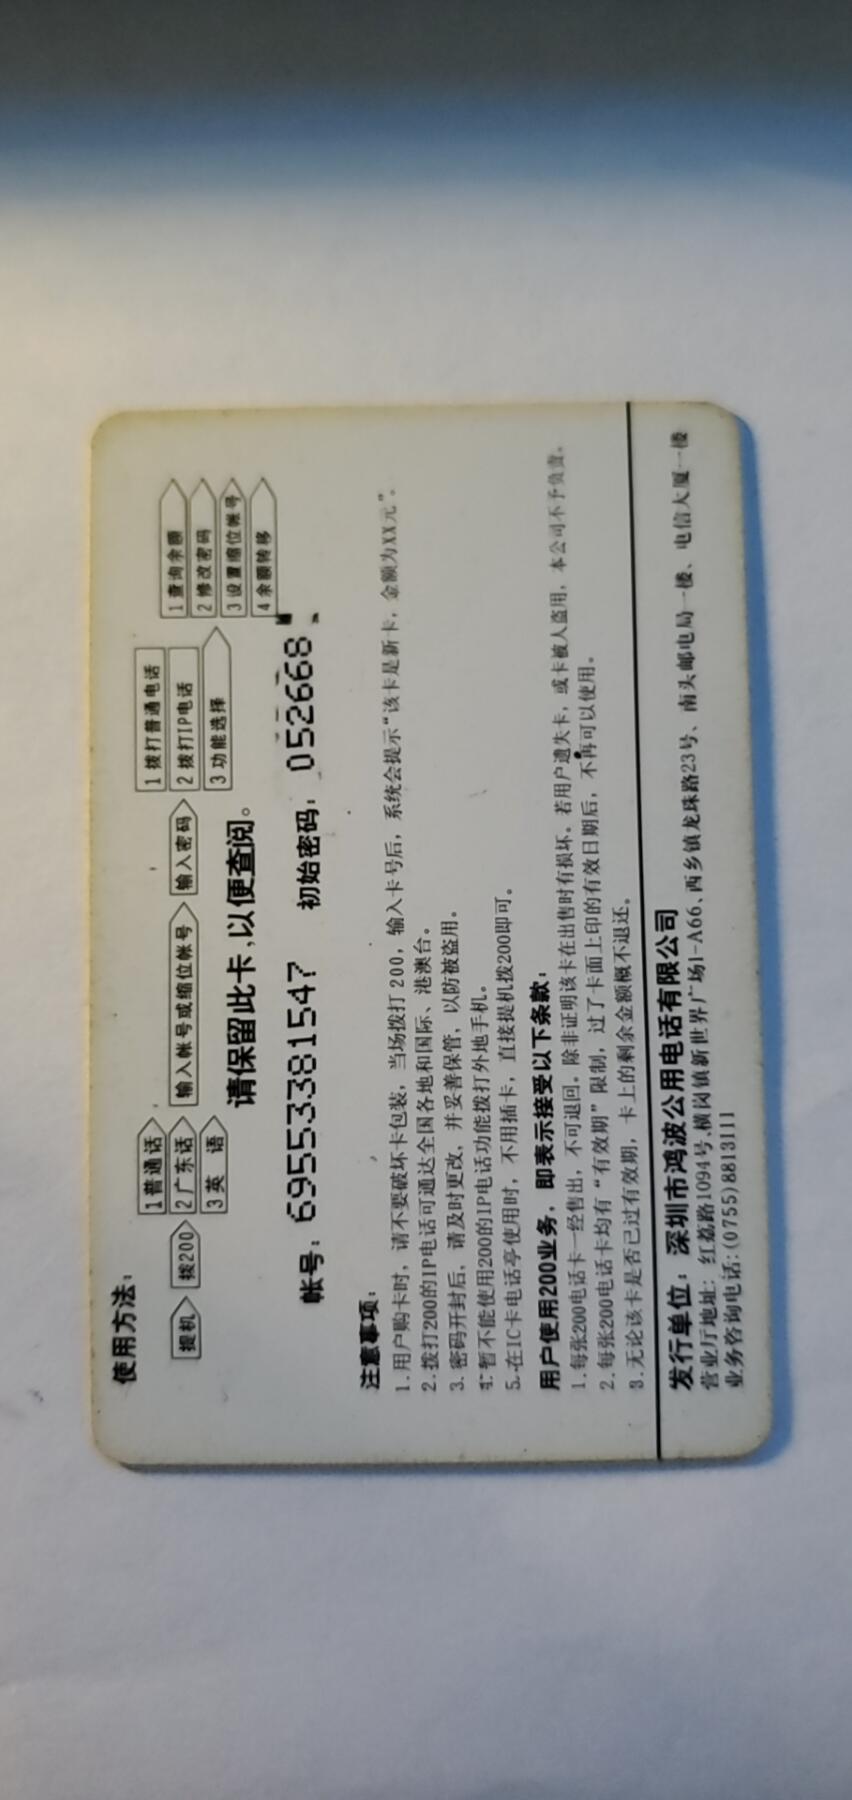 使用方法：
提机 拨200
1普通话
2广东话
3英 语
输入帐号或缩位帐号 输入密码
1拨打普通电话
2拨打IP电话
3功能选择
1查询余额
2修改密码
3设置缩位帐号
4余额转移
请保留此卡,以便查阅。
帐号：69553381547 初始密码：052668
注意事项：
1.用户购卡时，请不要破坏卡包装，当场拨打200，输入卡号后，系统会提示“该卡是新卡，金额为XX元”。
2.拨打200的IP电话可通达全国各地和国际、港澳台。
3.密码开封后，请及时更改，并妥善保管，以防被盗用。
4.暂不能使用200的IP电话功能拨打外地手机。
5.在IC卡电话亭使用时，不用插卡，直接提机拨200即可。
用户使用200业务，即表示接受以下条款：
1.每张200电话卡一经售出，不可退回。除非证明该卡在出售时有损坏。若用户遗失卡，或卡被人盗用，本公司不予负责。
2.每张200电话卡均有“有效期”限制，过了卡面上印的有效日期后，不再可以使用。
3.无论该卡是否已过有效期，卡上的剩余金额概不退还。
发行单位：深圳市鸿波公用电话有限公司
营业厅地址：红荔路1094号、横岗镇新世界广场1-A66、西乡镇龙珠路23号、南头邮电局一楼、电信大厦一楼
业务咨询电话:(0755)8813111